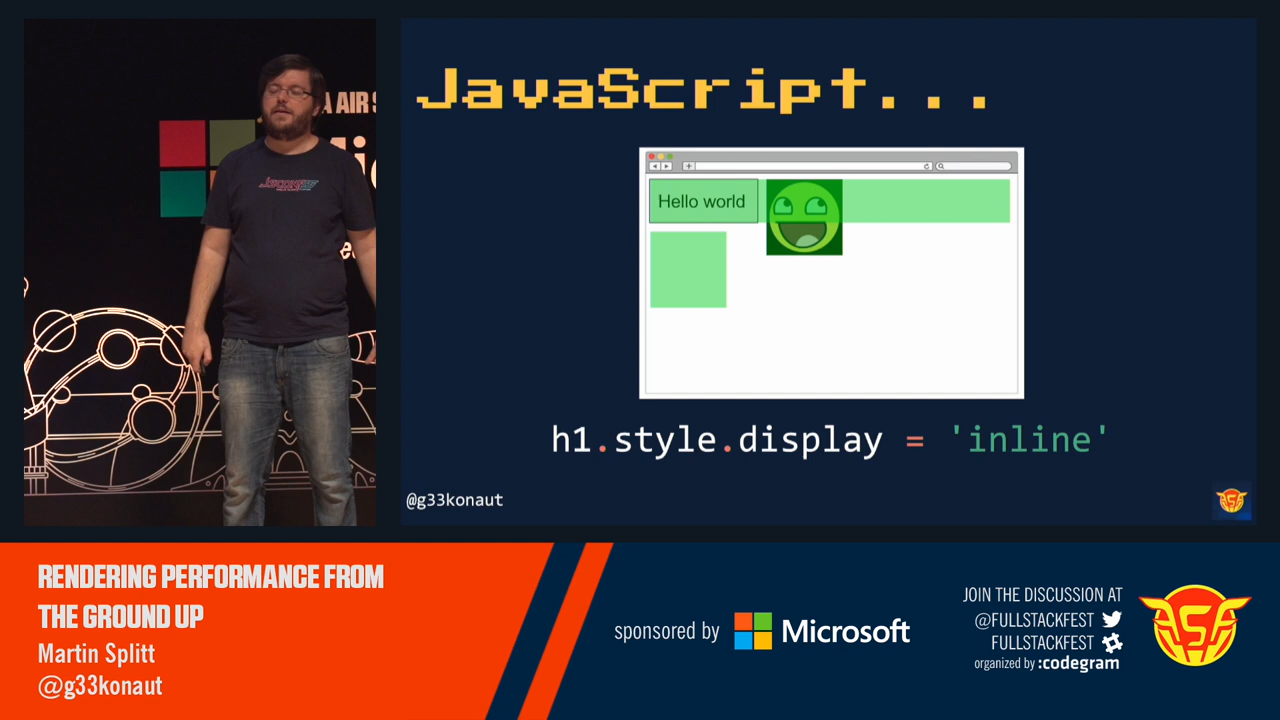 JavaScript...
Hello world
h1.style.display = 'inline'
@g33konaut
A AIR
RENDERING PERFORMANCE FROM
THE GROUND UP
Martin Splitt
@g33konaut
sponsored by Microsoft
JOIN THE DISCUSSION AT
@FULLSTACKFEST
FULLSTACKFEST
organized by :codegram